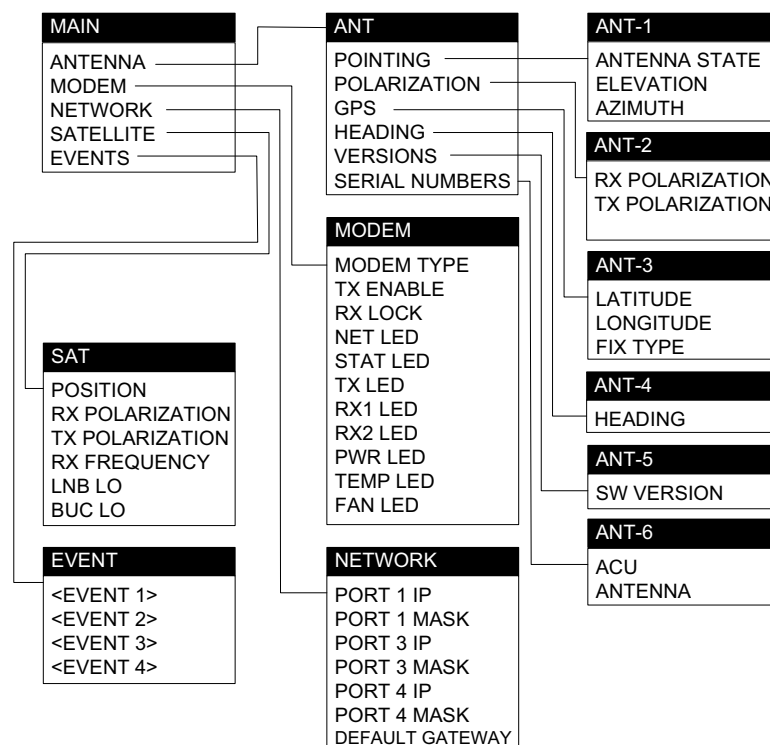 MAIN
ANTENNA
MODEM
NETWORK
SATELLITE
EVENTS
ANT
POINTING
POLARIZATION
GPS
HEADING
VERSIONS
SERIAL NUMBERS
ANT-1
ANTENNA STATE
ELEVATION
AZIMUTH
ANT-2
RX POLARIZATION
TX POLARIZATION
MODEM
MODEM TYPE
TX ENABLE
RX LOCK
NET LED
STAT LED
TX LED
RX1 LED
RX2 LED
PWR LED
TEMP LED
FAN LED
ANT-3
LATITUDE
LONGITUDE
FIX TYPE
SAT
POSITION
RX POLARIZATION
TX POLARIZATION
RX FREQUENCY
LNB LO
BUC LO
ANT-4
HEADING
ANT-5
SW VERSION
ANT-6
ACU
ANTENNA
EVENT
<EVENT 1>
<EVENT 2>
<EVENT 3>
<EVENT 4>
NETWORK
PORT 1 IP
PORT 1 MASK
PORT 3 IP
PORT 3 MASK
PORT 4 IP
PORT 4 MASK
DEFAULT GATEWAY